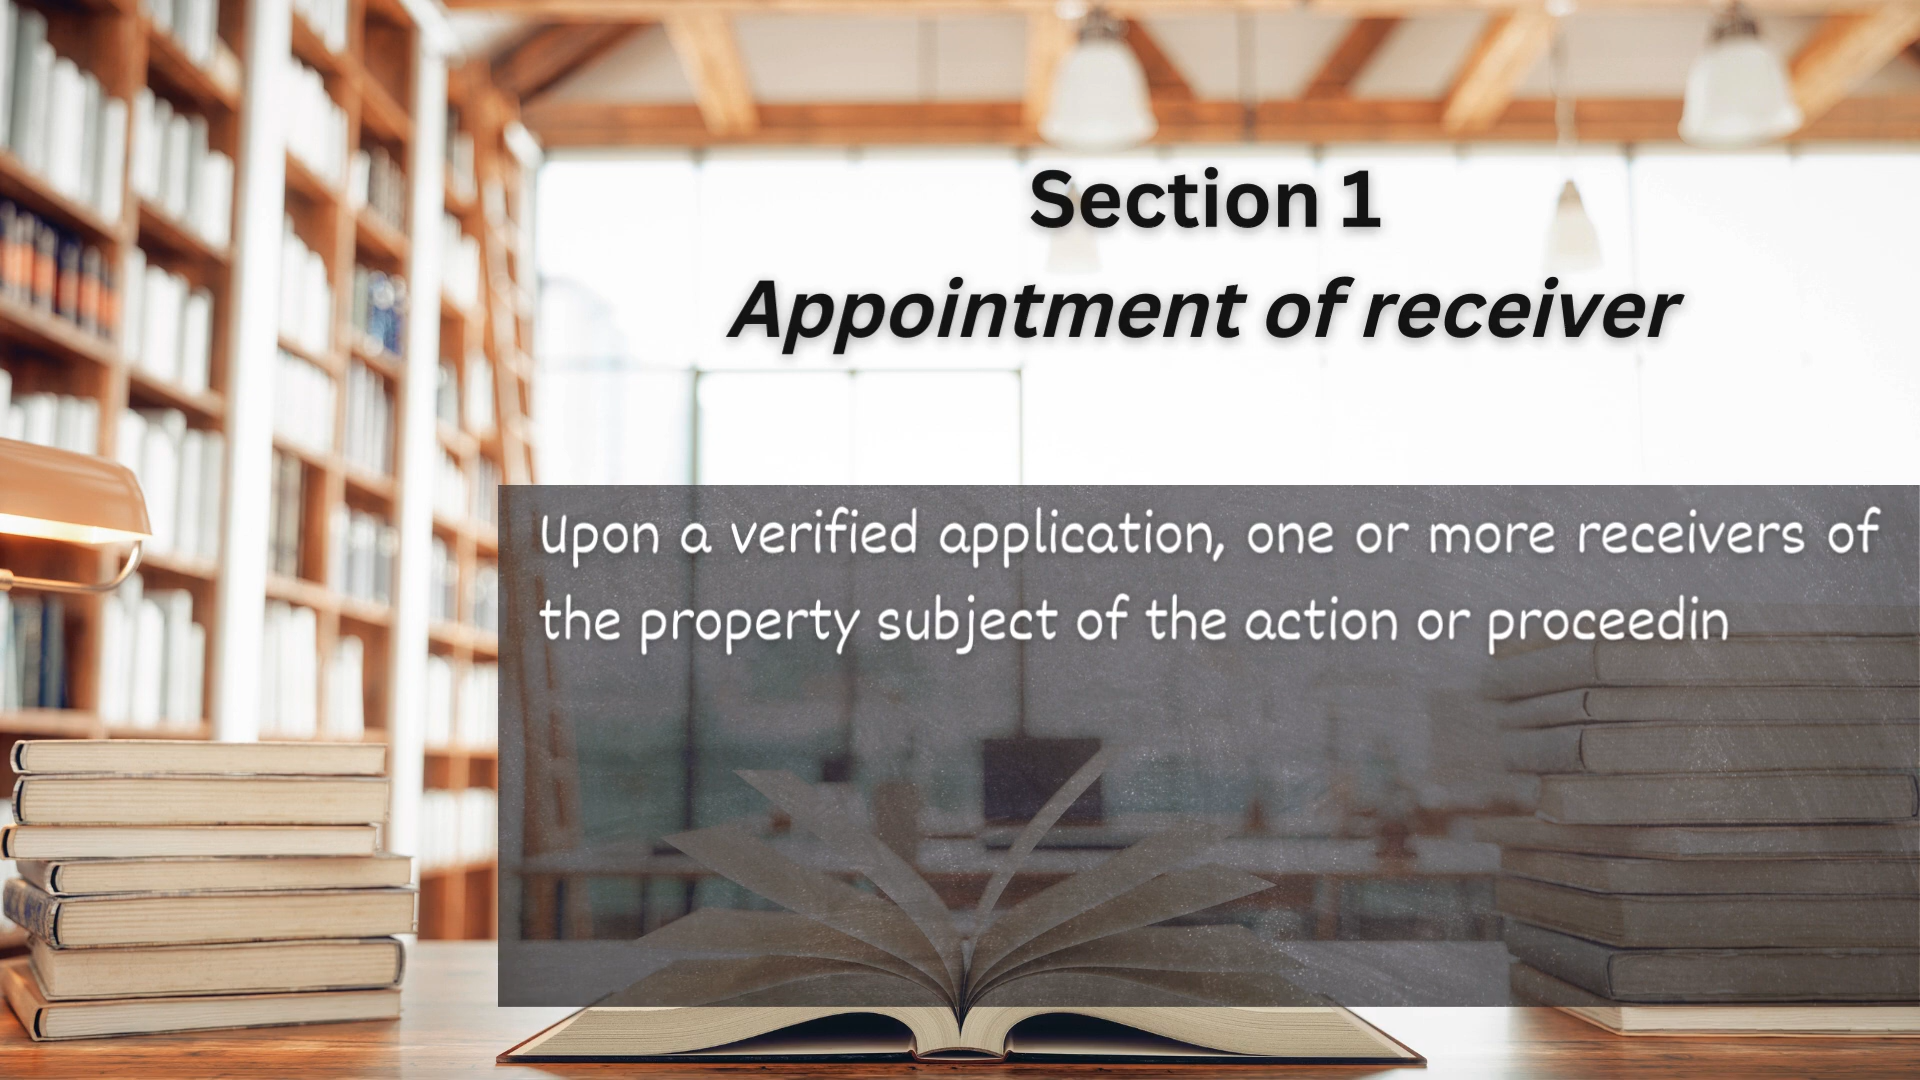 Section 1
Appointment of receiver
Upon a verified application, one or more receivers of
the property subject of the action or proceedin